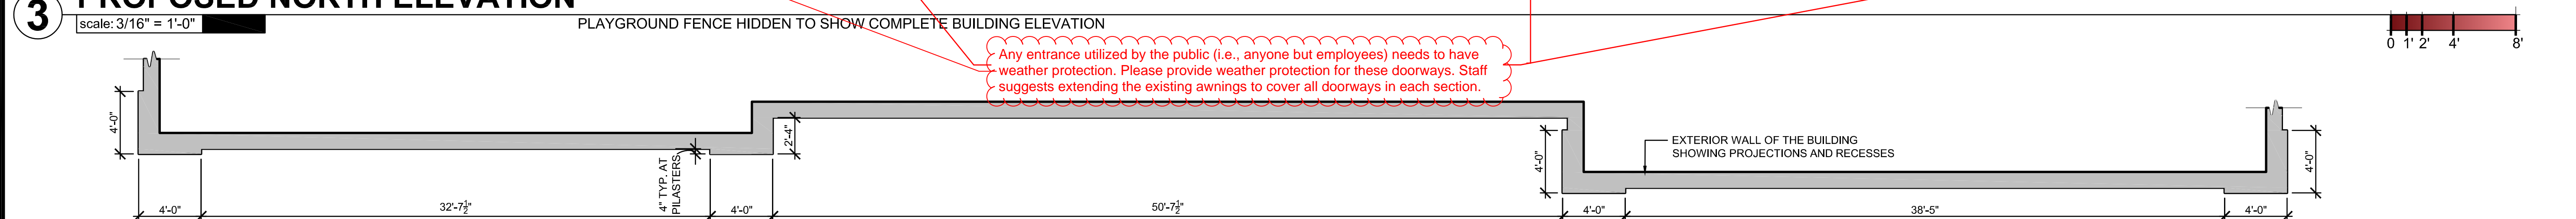 3
PROPOSED NORTH ELEVATION
scale: 3/16" = 1'-0"
PLAYGROUND FENCE HIDDEN TO SHOW COMPLETE BUILDING ELEVATION
0 1' 2' 4' 8'
Any entrance utilized by the public (i.e., anyone but employees) needs to have
weather protection. Please provide weather protection for these doorways. Staff
suggests extending the existing awnings to cover all doorways in each section.
4'-0"
2'-4"
4" TYP. AT
PILASTERS
4'-0"
EXTERIOR WALL OF THE BUILDING
SHOWING PROJECTIONS AND RECESSES
4'-0"
4'-0"
32'-7½"
4'-0"
50'-7½"
4'-0"
38'-5"
4'-0"